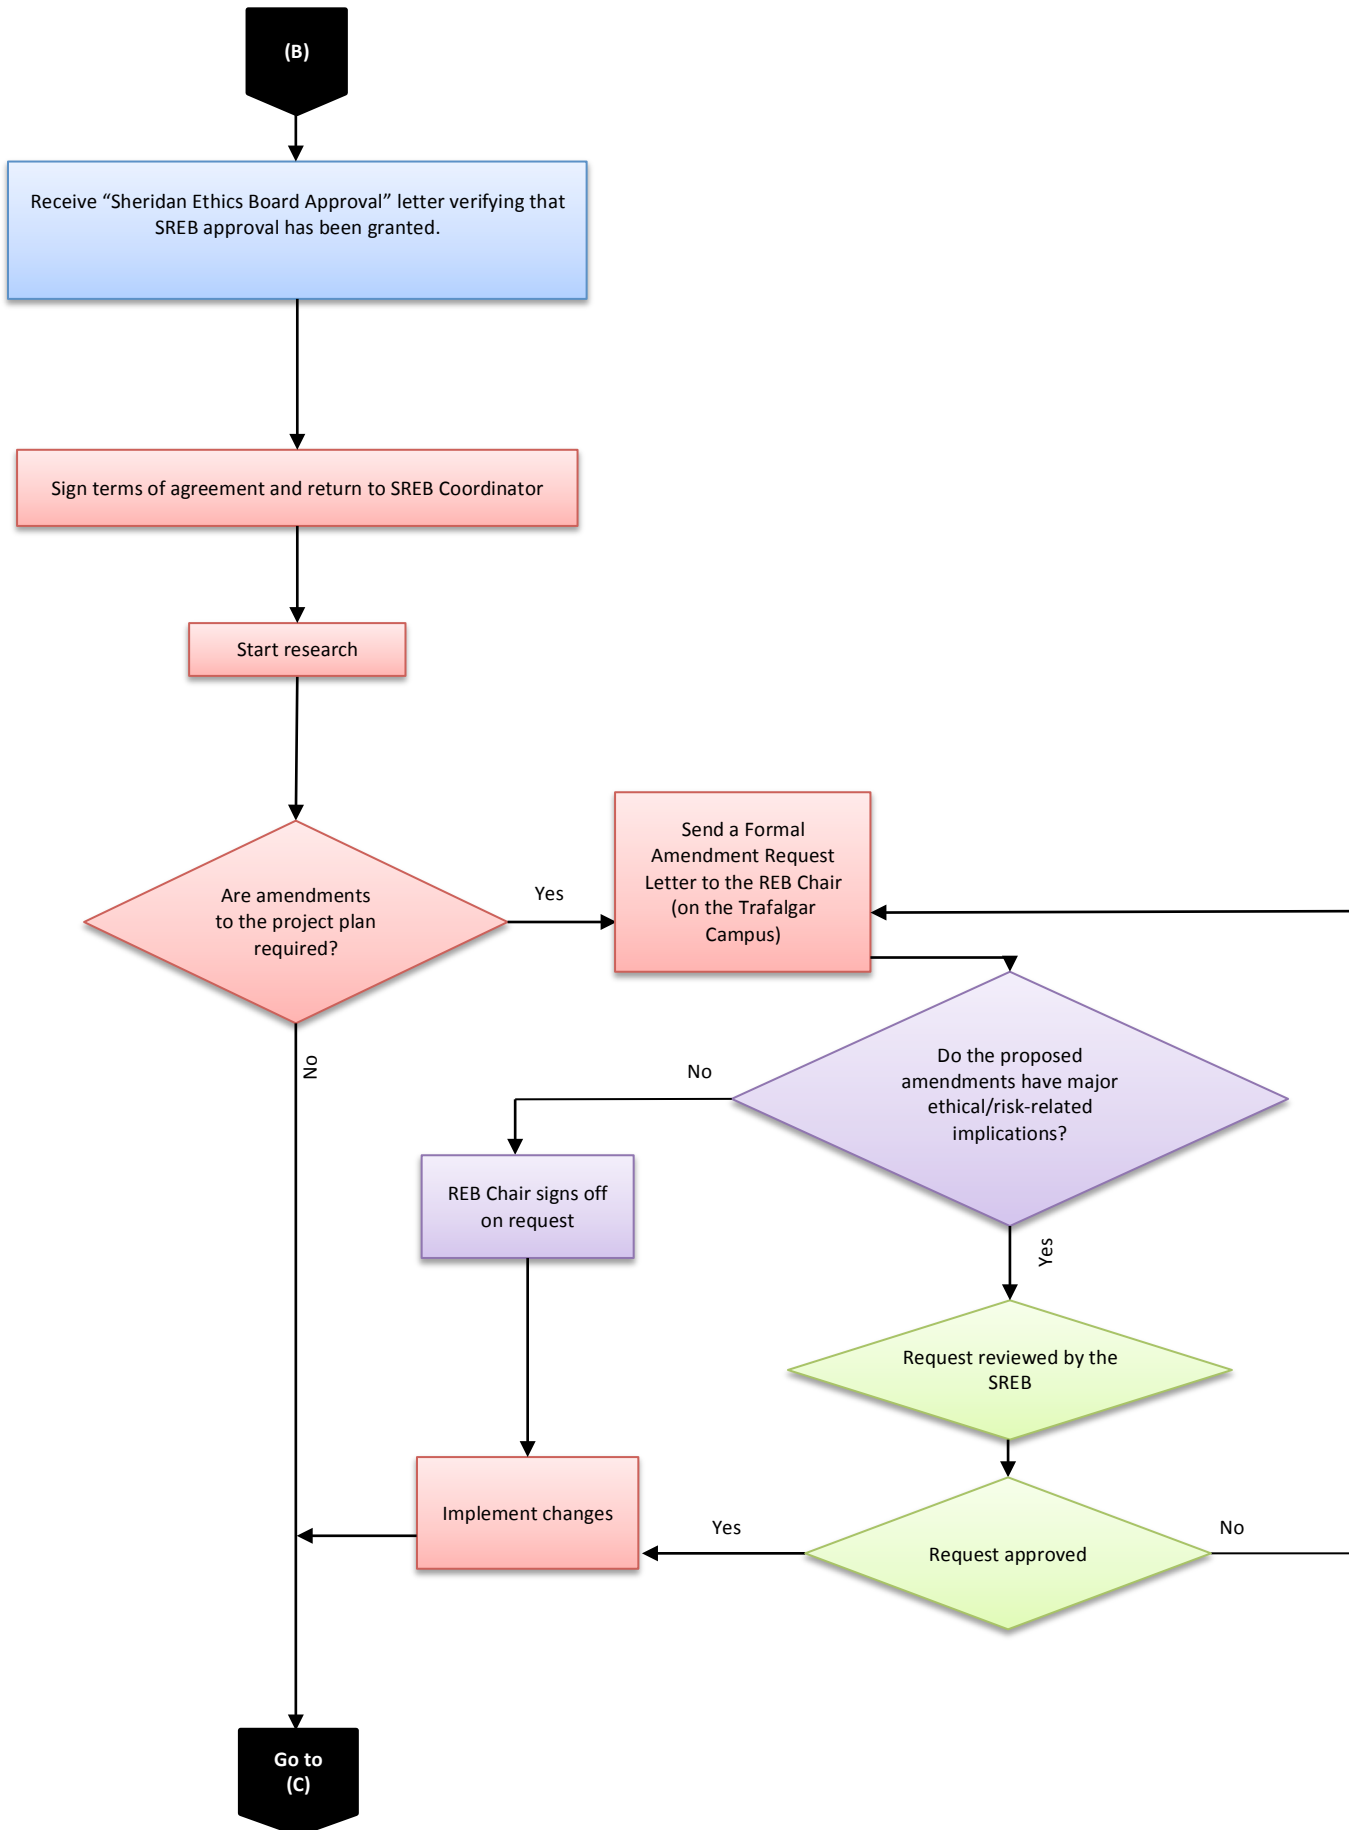 (B)
Receive “Sheridan Ethics Board Approval” letter verifying that
SREB approval has been granted.
Sign terms of agreement and return to SREB Coordinator
Start research
Are amendments
to the project plan
required?
Yes
No
Send a Formal
Amendment Request
Letter to the REB Chair
(on the Trafalgar
Campus)
Do the proposed
amendments have major
ethical/risk-related
implications?
No
Yes
REB Chair signs off
on request
Request reviewed by the
SREB
Request approved
Yes
No
Implement changes
Go to
(C)